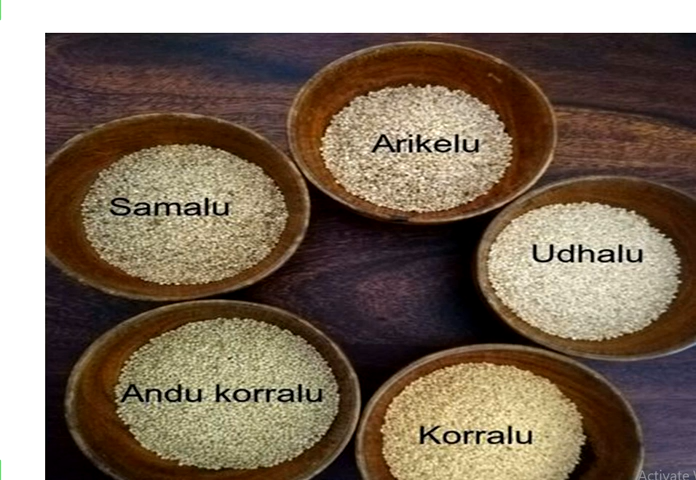 Arikelu
Samalu
Udhalu
Andu korralu
Korralu
Activate